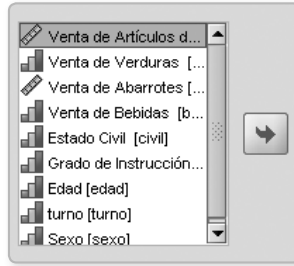 Venta de Artículos d...
Venta de Verduras [...
Venta de Abarrotes [...
Venta de Bebidas [b...
Estado Civil [civil]
Grado de Instrucción...
Edad [edad]
turno [turno]
Sexo [sexo]